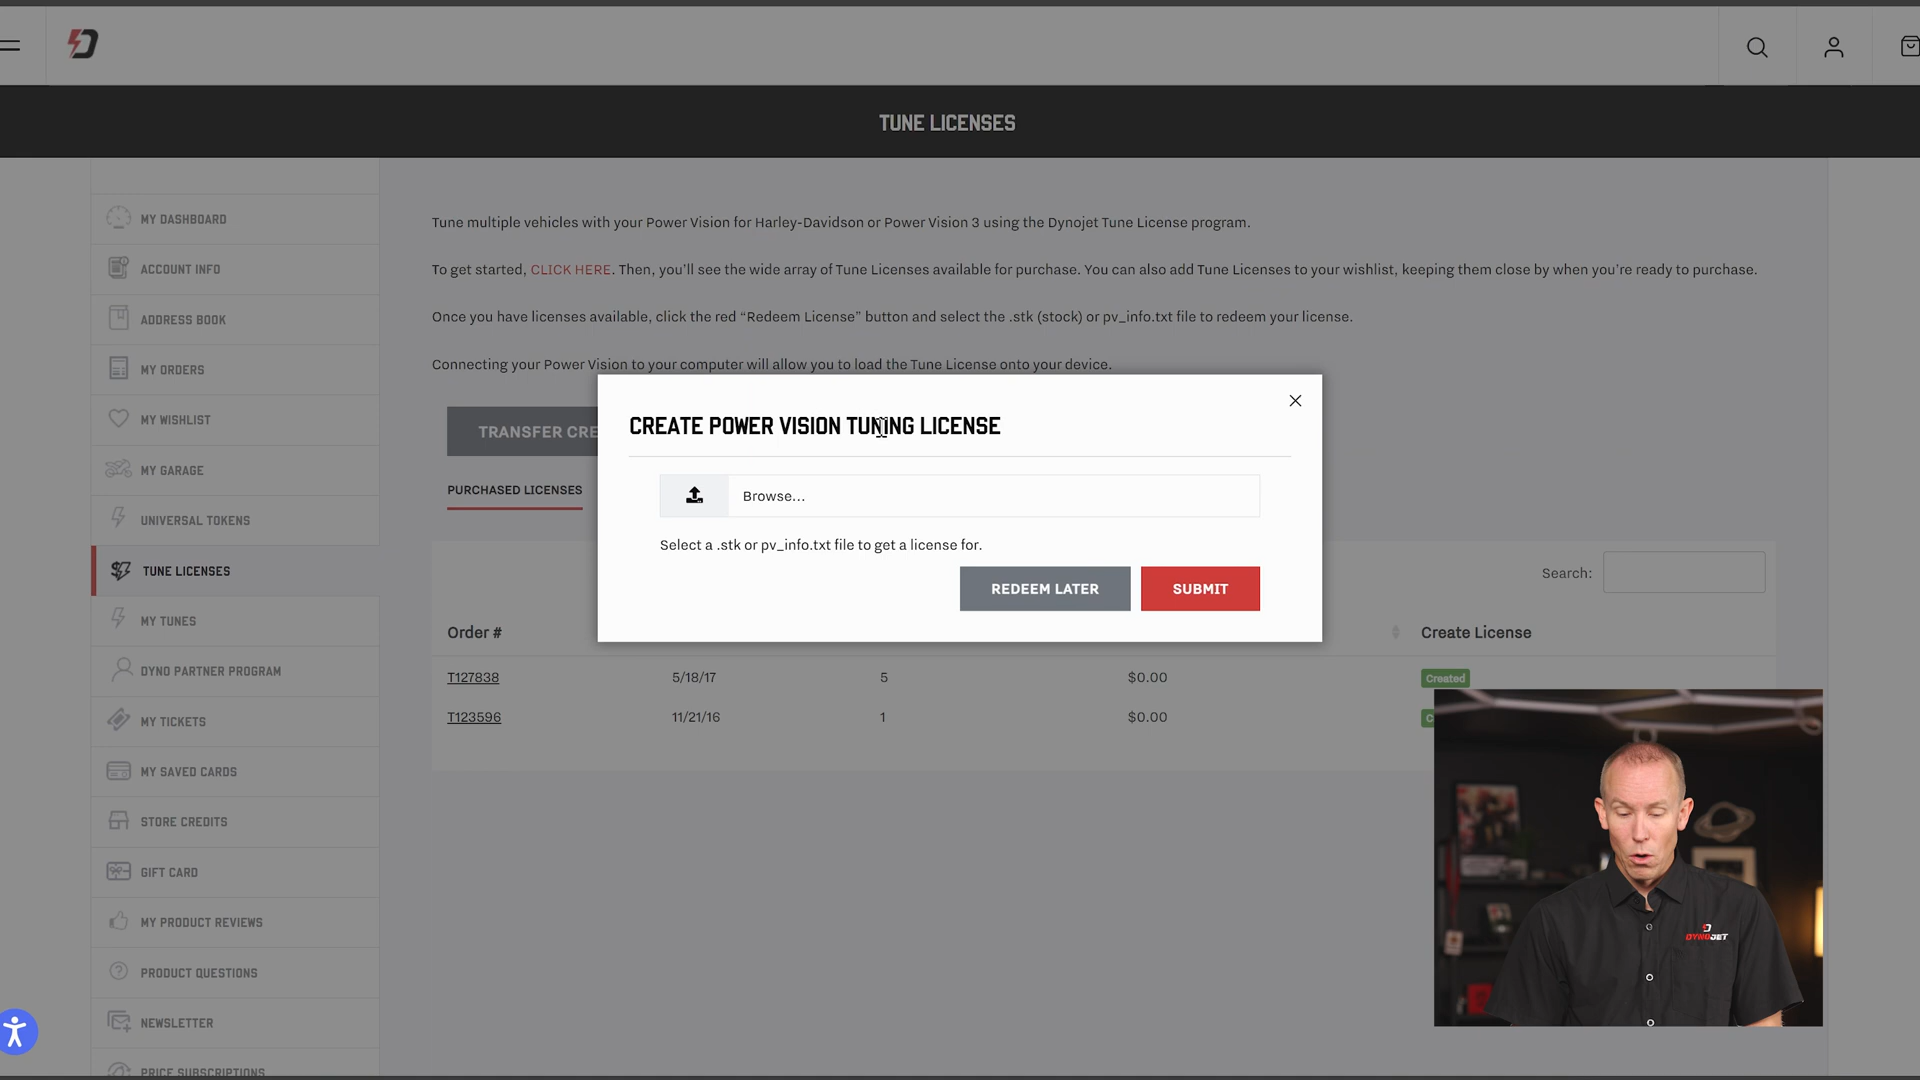 TUNE LICENSES
MY DASHBOARD
ACCOUNT INFO
ADDRESS BOOK
MY ORDERS
MY WISHLIST
MY GARAGE
UNIVERSAL TOKENS
TUNE LICENSES
MY TUNES
DYNO PARTNER PROGRAM
MY TICKETS
MY SAVED CARDS
STORE CREDITS
GIFT CARD
MY PRODUCT REVIEWS
PRODUCT QUESTIONS
NEWSLETTER
PRICE SUBSCRIPTIONS
Tune multiple vehicles with your Power Vision for Harley-Davidson or Power Vision 3 using the Dynojet Tune License program.
To get started, CLICK HERE. Then, you’ll see the wide array of Tune Licenses available for purchase. You can also add Tune Licenses to your wishlist, keeping them close by when you’re ready to purchase.
Once you have licenses available, click the red “Redeem License” button and select the .stk (stock) or pv_info.txt file to redeem your license.
Connecting your Power Vision to your computer will allow you to load the Tune License onto your device.
TRANSFER CRE
PURCHASED LICENSES
CREATE POWER VISION TUNING LICENSE
Browse...
Select a .stk or pv_info.txt file to get a license for.
REDEEM LATER SUBMIT
Search:
Order # Create License
T127838 5/18/17 5 $0.00 Created
T123596 11/21/16 1 $0.00 C
DYNOJET